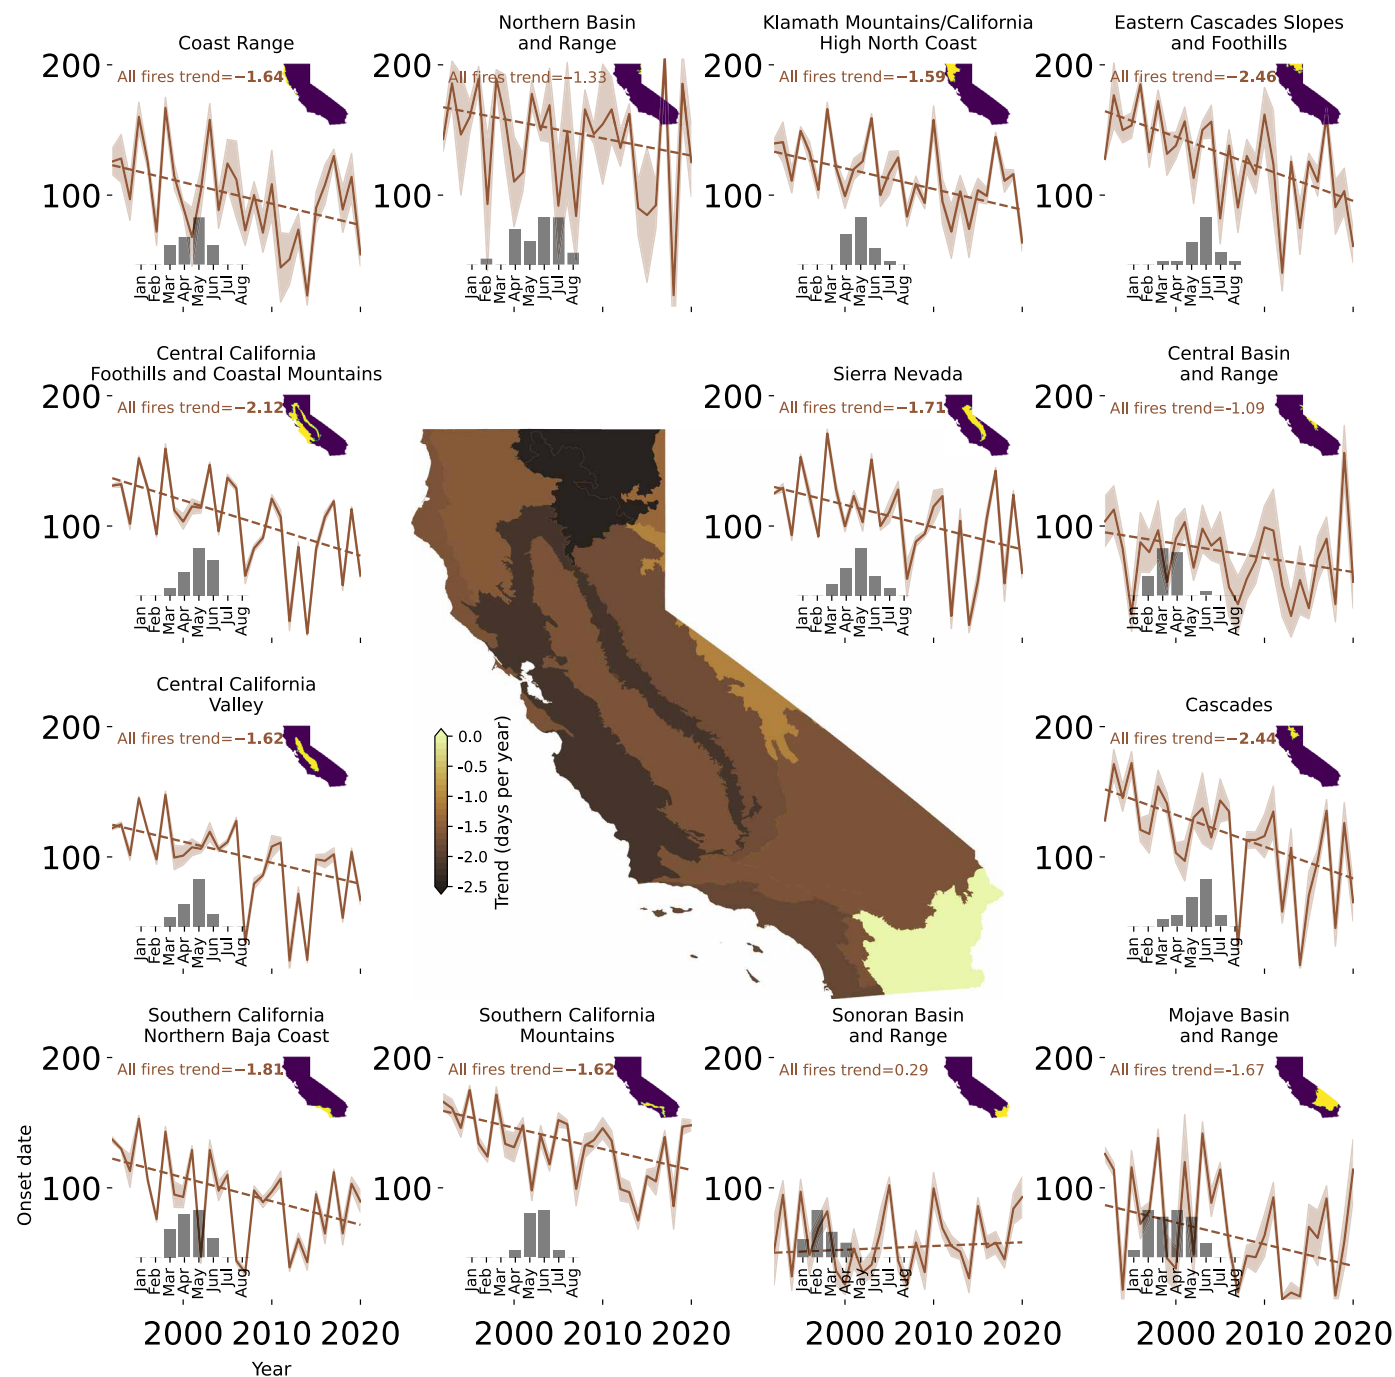 Coast Range
200
All fires trend=−1.64
100
Jan
Feb
Mar
Apr
May
Jun
Jul
Aug
Northern Basin
and Range
200
All fires trend=−1.33
100
Jan
Feb
Mar
Apr
May
Jun
Jul
Aug
Klamath Mountains/California
High North Coast
200
All fires trend=−1.59
100
Jan
Feb
Mar
Apr
May
Jun
Jul
Aug
Eastern Cascades Slopes
and Foothills
200
All fires trend=−2.46
100
Jan
Feb
Mar
Apr
May
Jun
Jul
Aug
Central California
Foothills and Coastal Mountains
200
All fires trend=−2.12
100
Jan
Feb
Mar
Apr
May
Jun
Jul
Aug
Sierra Nevada
200
All fires trend=−1.71
100
Jan
Feb
Mar
Apr
May
Jun
Jul
Aug
Central Basin
and Range
200
All fires trend=-1.09
100
Jan
Feb
Mar
Apr
May
Jun
Jul
Aug
Central California
Valley
200
All fires trend=−1.62
100
Jan
Feb
Mar
Apr
May
Jun
Jul
Aug
0.0
-0.5
-1.0
-1.5
-2.0
-2.5
Trend (days per year)
Cascades
200
All fires trend=−2.44
100
Jan
Feb
Mar
Apr
May
Jun
Jul
Aug
Southern California
Northern Baja Coast
200
All fires trend=−1.81
100
Onset date
Jan
Feb
Mar
Apr
May
Jun
Jul
Aug
2000 2010 2020
Year
Southern California
Mountains
200
All fires trend=−1.62
100
Jan
Feb
Mar
Apr
May
Jun
Jul
Aug
2000 2010 2020
Sonoran Basin
and Range
200
All fires trend=0.29
100
Jan
Feb
Mar
Apr
May
Jun
Jul
Aug
2000 2010 2020
Mojave Basin
and Range
200
All fires trend=-1.67
100
Jan
Feb
Mar
Apr
May
Jun
Jul
Aug
2000 2010 2020